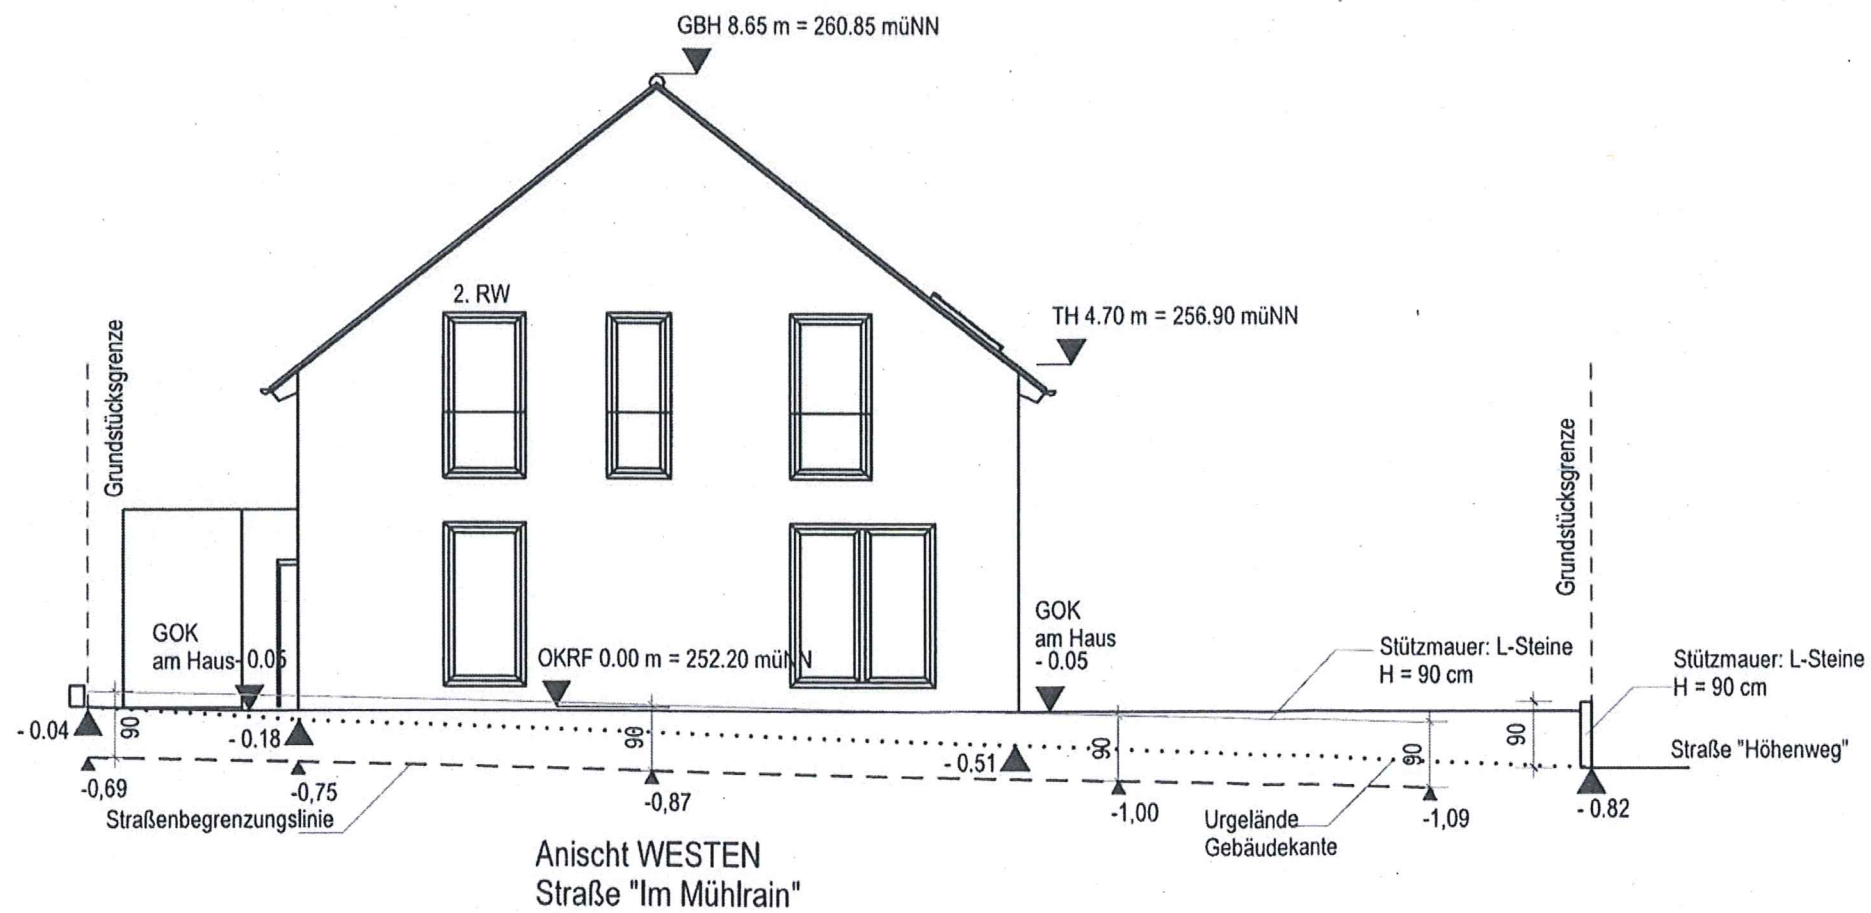 GBH 8.65 m = 260.85 müNN
2. RW
TH 4.70 m = 256.90 müNN
Grundstücksgrenze
Grundstücksgrenze
GOK
am Haus- 0.05
OKRF 0.00 m = 252.20 müNN
GOK
am Haus
- 0.05
Stützmauer: L-Steine
H = 90 cm
Stützmauer: L-Steine
H = 90 cm
- 0.04
90
- 0.18
90
- 0.51
90
90
90
Straße "Höhenweg"
-0,69
-0,75
-0,87
-1,00
-1,09
- 0.82
Straßenbegrenzungslinie
Urgelände
Gebäudekante
Anischt WESTEN
Straße "Im Mühlrain"